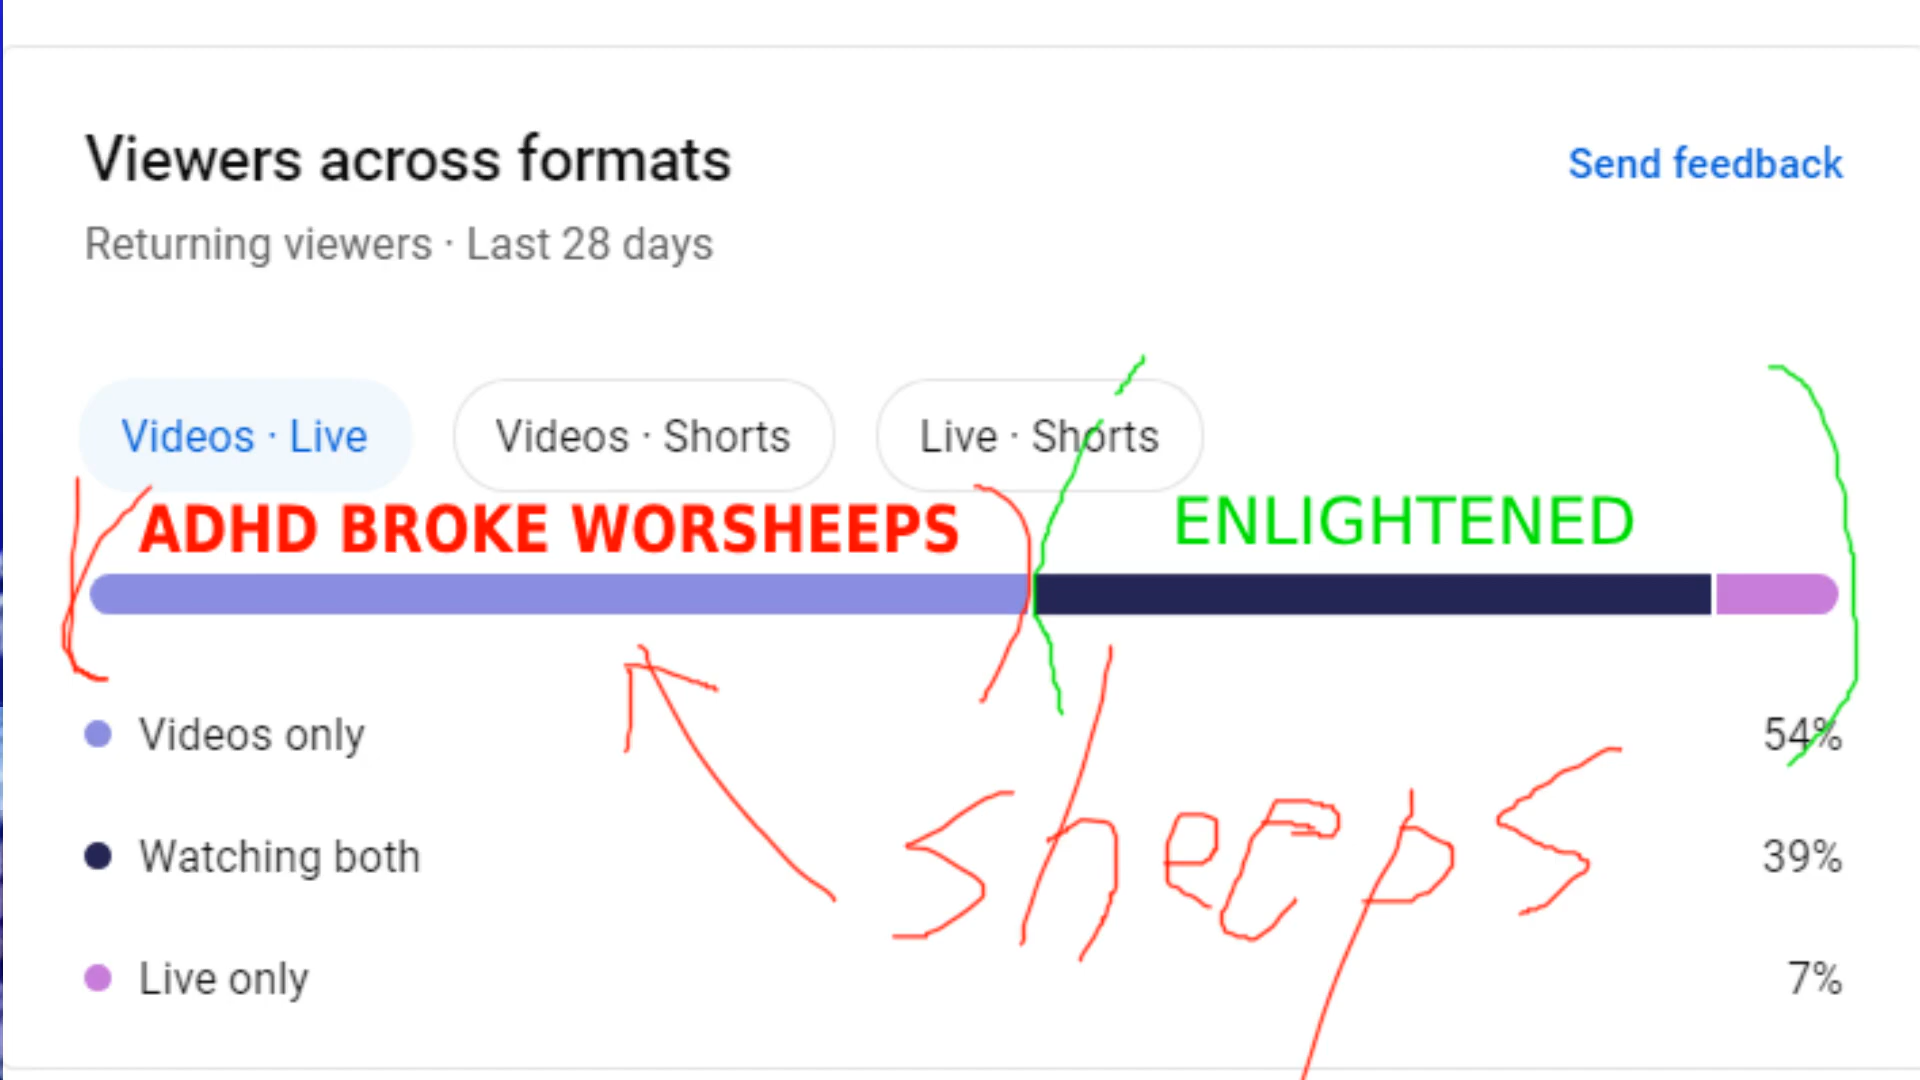 Viewers across formats
Send feedback
Returning viewers · Last 28 days
Videos · Live
Videos · Shorts
Live · Shorts
ADHD BROKE WORSHEEPS
ENLIGHTENED
Videos only
54%
sheeps
Watching both
39%
Live only
7%